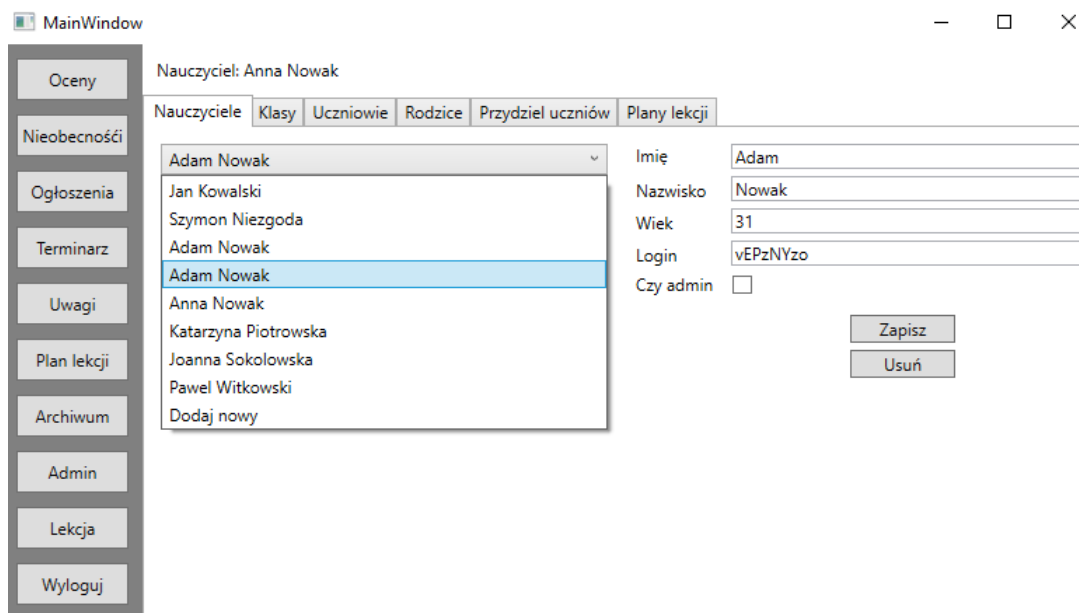 MainWindow
Oceny
Nieobecnośći
Ogłoszenia
Terminarz
Uwagi
Plan lekcji
Archiwum
Admin
Lekcja
Wyloguj
Nauczyciel: Anna Nowak
Nauczyciele Klasy Uczniowie Rodzice Przydziel uczniów Plany lekcji
Adam Nowak
Jan Kowalski
Szymon Niezgoda
Adam Nowak
Adam Nowak
Anna Nowak
Katarzyna Piotrowska
Joanna Sokolowska
Pawel Witkowski
Dodaj nowy
Imię Adam
Nazwisko Nowak
Wiek 31
Login vEPzNYzo
Czy admin
Zapisz
Usuń